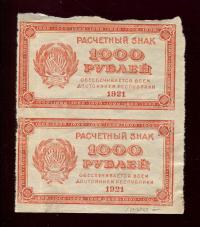 РАСЧЕТНЫЙ ЗНАК
1000
РУБЛЕЙ
ОБЕСПЕЧИВАЕТСЯ ВСЕМ
ДОСТОЯНИЕМ РЕСПУБЛИКИ
1921
РАСЧЕТНЫЙ ЗНАК
1000
РУБЛЕЙ
ОБЕСПЕЧИВАЕТСЯ ВСЕМ
ДОСТОЯНИЕМ РЕСПУБЛИКИ
1921